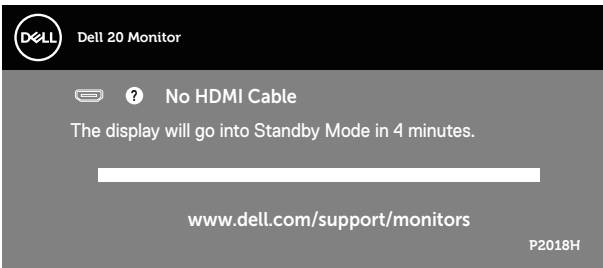 DELL
Dell 20 Monitor
? No HDMI Cable
The display will go into Standby Mode in 4 minutes.
www.dell.com/support/monitors
P2018H